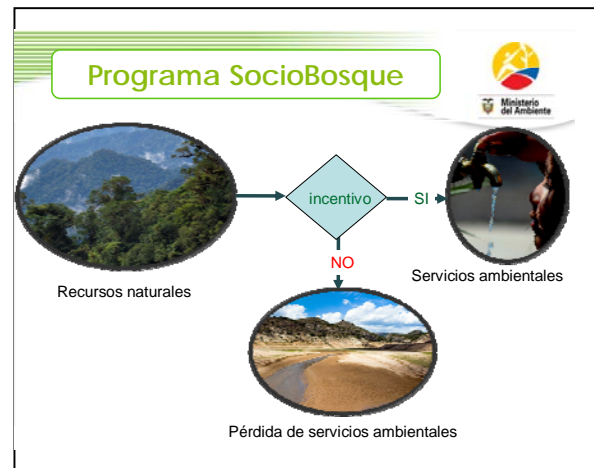 Programa SocioBosque
Ministerio
del Ambiente
incentivo
SI
NO
Recursos naturales
Servicios ambientales
Pérdida de servicios ambientales